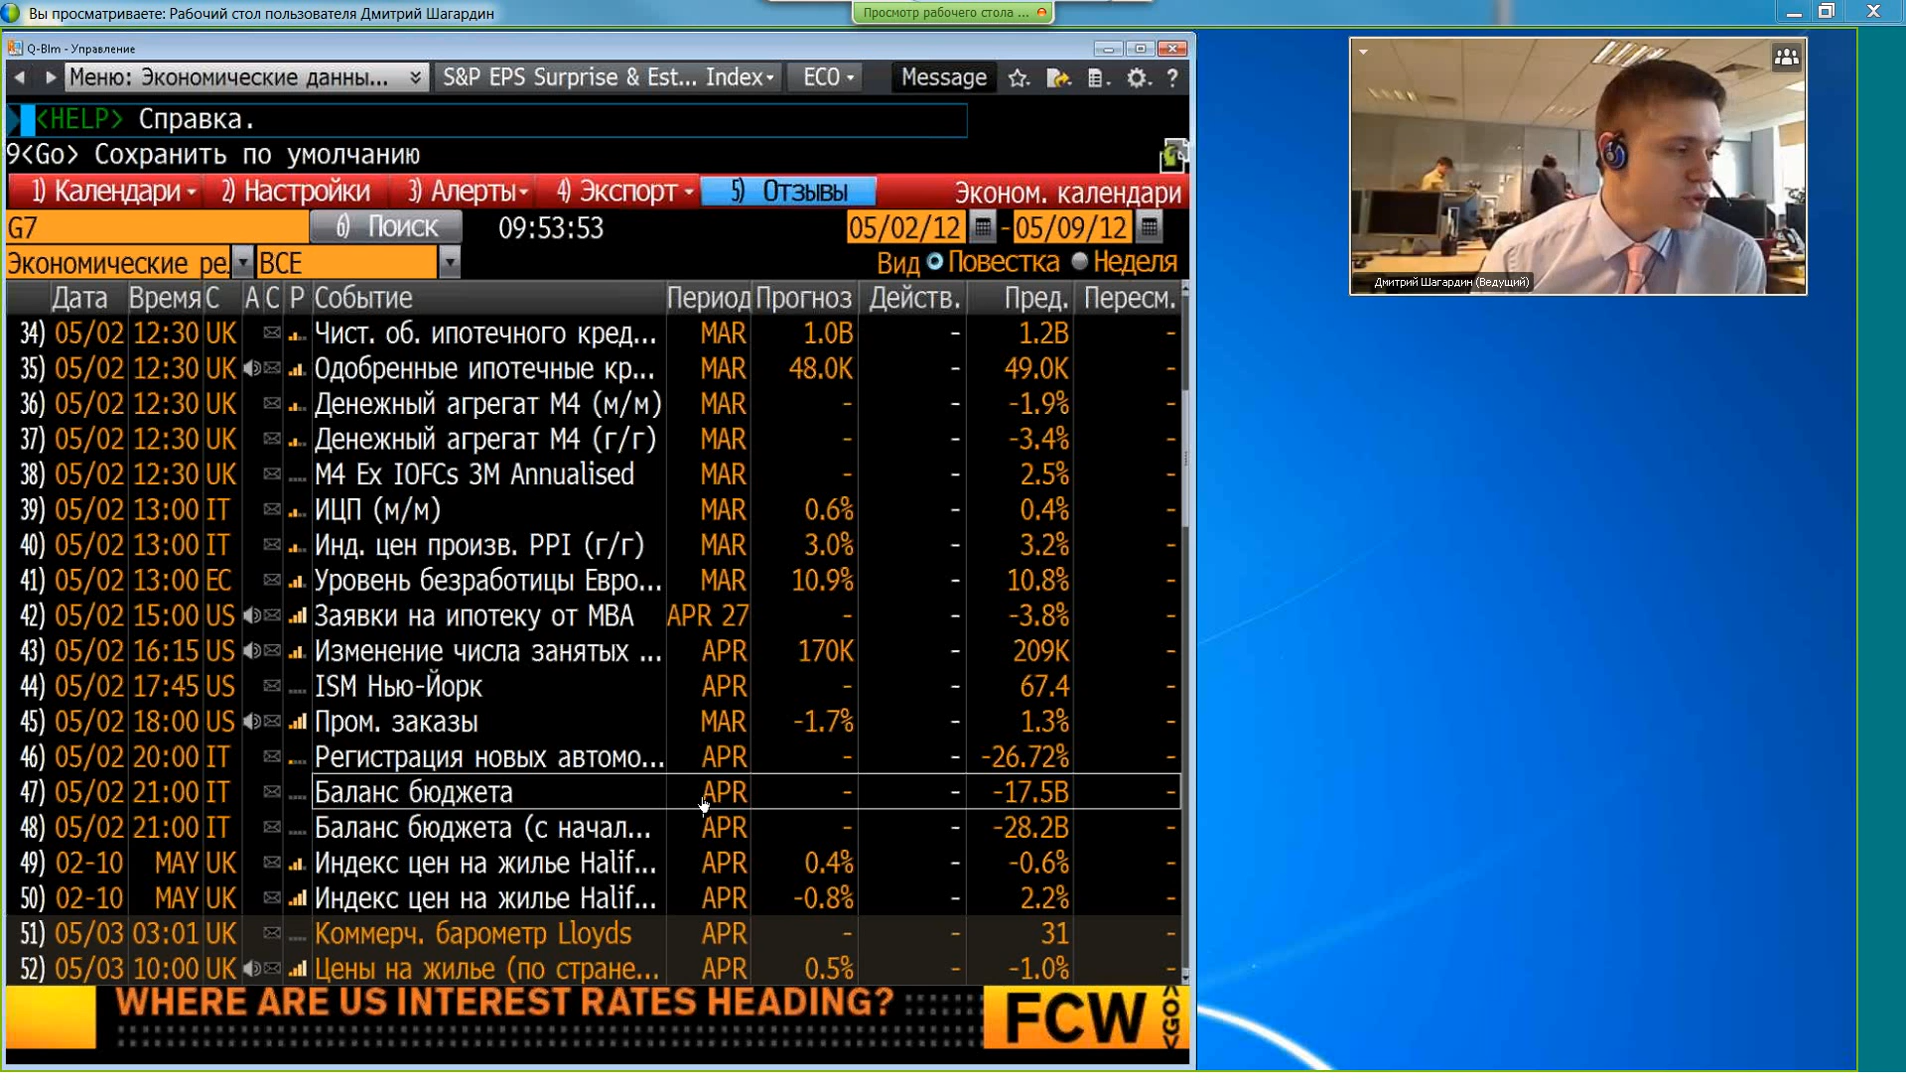 Вы просматриваете: Рабочий стол пользователя Дмитрий Шагардин
Просмотр рабочего стола ...
Q-Blm - Управление
Меню: Экономические данны... S&P EPS Surprise & Est... Index ECO Message ?
<HELP> Справка.
9<Go> Сохранить по умолчанию
1) Календари 2) Настройки 3) Алерты 4) Экспорт 5) Отзывы Эконом. календари
G7 6) Поиск 09:53:53 05/02/12 - 05/09/12
Экономические ре. ВСЕ Вид Повестка Неделя
Дата Время С А С Р Событие Период Прогноз Действ. Пред. Пересм.
34) 05/02 12:30 UK Чист. об. ипотечного кред... MAR 1.0B - 1.2B -
35) 05/02 12:30 UK Одобренные ипотечные кр... MAR 48.0K - 49.0K -
36) 05/02 12:30 UK Денежный агрегат М4 (м/м) MAR - - -1.9% -
37) 05/02 12:30 UK Денежный агрегат М4 (г/г) MAR - - -3.4% -
38) 05/02 12:30 UK M4 Ex IOFCs 3M Annualised MAR - - 2.5% -
39) 05/02 13:00 IT ИЦП (м/м) MAR 0.6% - 0.4% -
40) 05/02 13:00 IT Инд. цен произв. PPI (г/г) MAR 3.0% - 3.2% -
41) 05/02 13:00 EC Уровень безработицы Евро... MAR 10.9% - 10.8% -
42) 05/02 15:00 US Заявки на ипотеку от МВА APR 27 - - -3.8% -
43) 05/02 16:15 US Изменение числа занятых ... APR 170K - 209K -
44) 05/02 17:45 US ISM Нью-Йорк APR - - 67.4 -
45) 05/02 18:00 US Пром. заказы MAR -1.7% - 1.3% -
46) 05/02 20:00 IT Регистрация новых автомо... APR - - -26.72% -
47) 05/02 21:00 IT Баланс бюджета APR - - -17.5B -
48) 05/02 21:00 IT Баланс бюджета (с начал... APR - - -28.2B -
49) 02-10 MAY UK Индекс цен на жилье Halif... APR 0.4% - -0.6% -
50) 02-10 MAY UK Индекс цен на жилье Halif... APR -0.8% - 2.2% -
51) 05/03 03:01 UK Коммерч. барометр Lloyds APR - - 31 -
52) 05/03 10:00 UK Цены на жилье (по стране... APR 0.5% - -1.0% -
WHERE ARE US INTEREST RATES HEADING? FCW <GO>
Дмитрий Шагардин (Ведущий)